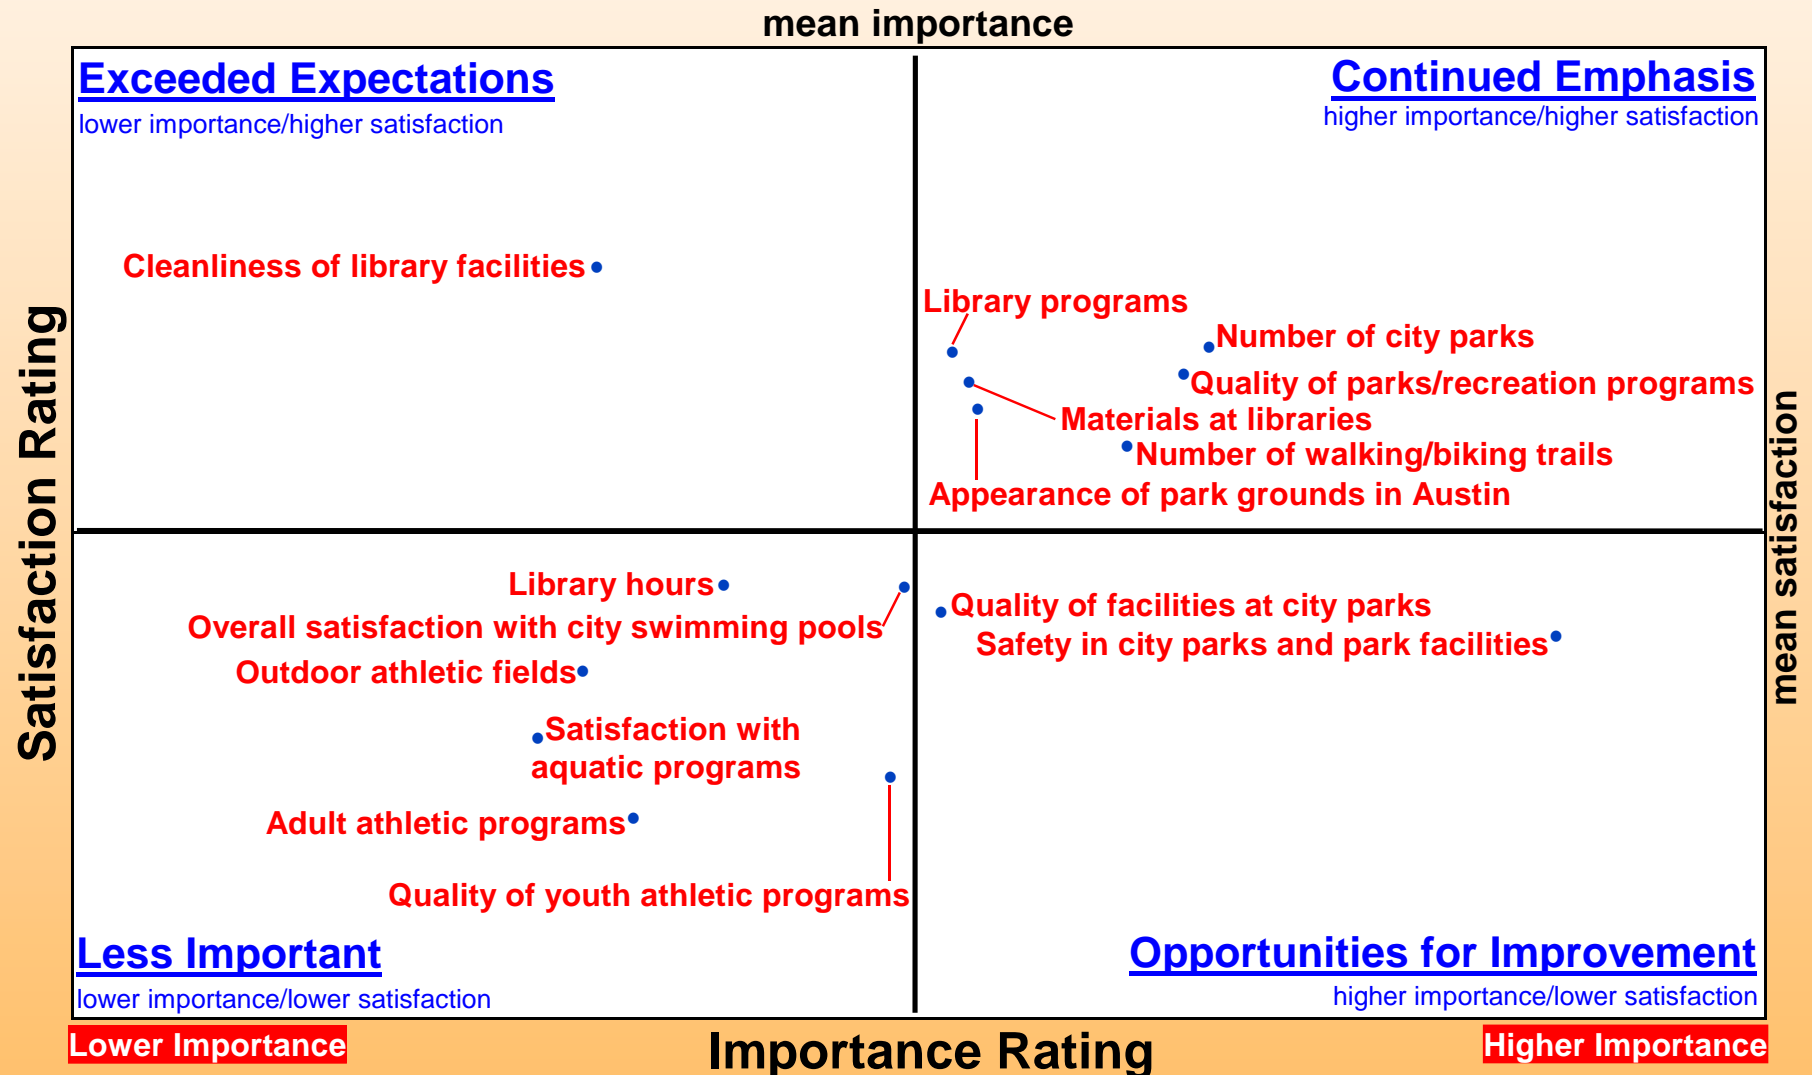 mean importance
Exceeded Expectations
lower importance/higher satisfaction
Continued Emphasis
higher importance/higher satisfaction
Cleanliness of library facilities
Library programs
Number of city parks
Quality of parks/recreation programs
Materials at libraries
Number of walking/biking trails
Appearance of park grounds in Austin
Satisfaction Rating
mean satisfaction
Library hours
Overall satisfaction with city swimming pools
Outdoor athletic fields
Satisfaction with
aquatic programs
Adult athletic programs
Quality of youth athletic programs
Quality of facilities at city parks
Safety in city parks and park facilities
Less Important
lower importance/lower satisfaction
Opportunities for Improvement
higher importance/lower satisfaction
Lower Importance
Importance Rating
Higher Importance